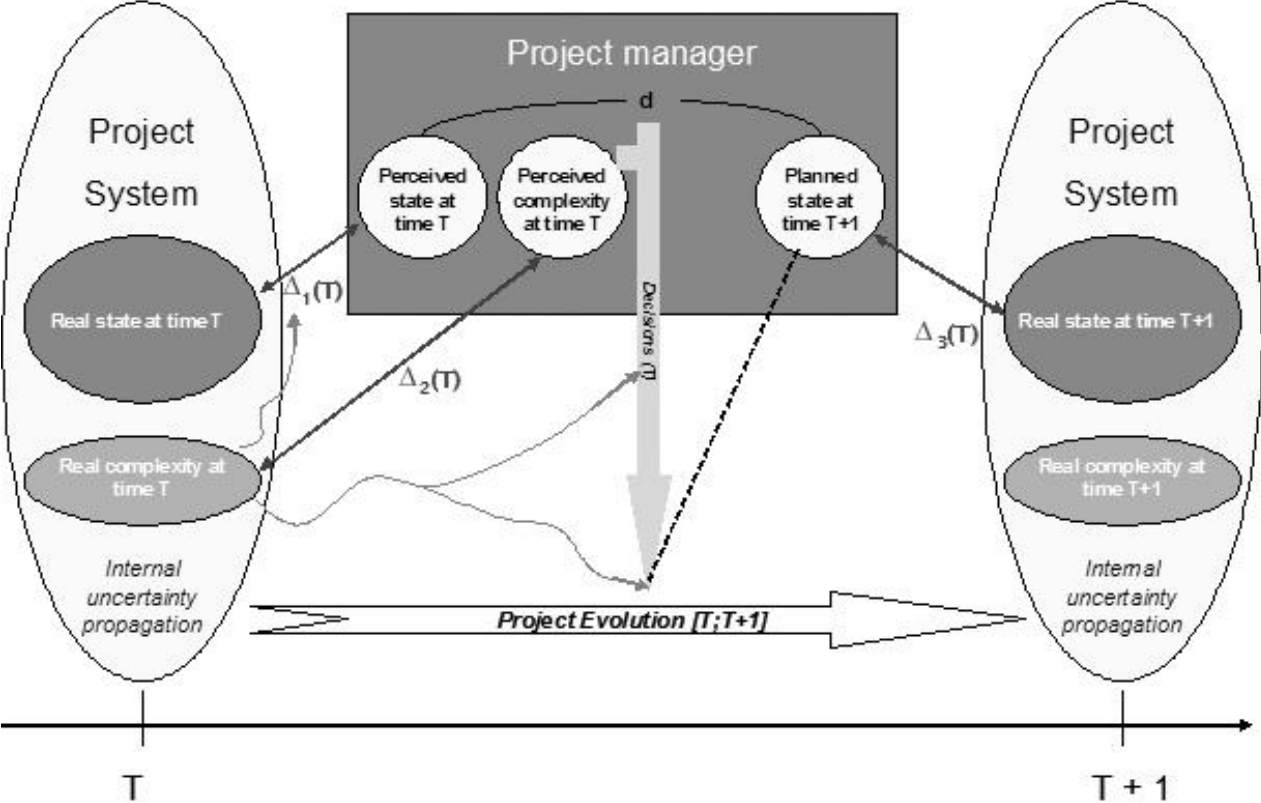 Project manager
d
Project
System
Perceived
state at
time T
Perceived
complexity
at time T
Planned
state at
time T+1
Project
System
Δ1(T)
Real state at time T
Decisions (T)
Real state at time T+1
Δ3(T)
Δ2(T)
Real complexity at
time T
Real complexity at
time T+1
Internal
uncertainty
propagation
Internal
uncertainty
propagation
Project Evolution [T;T+1]
T
T + 1